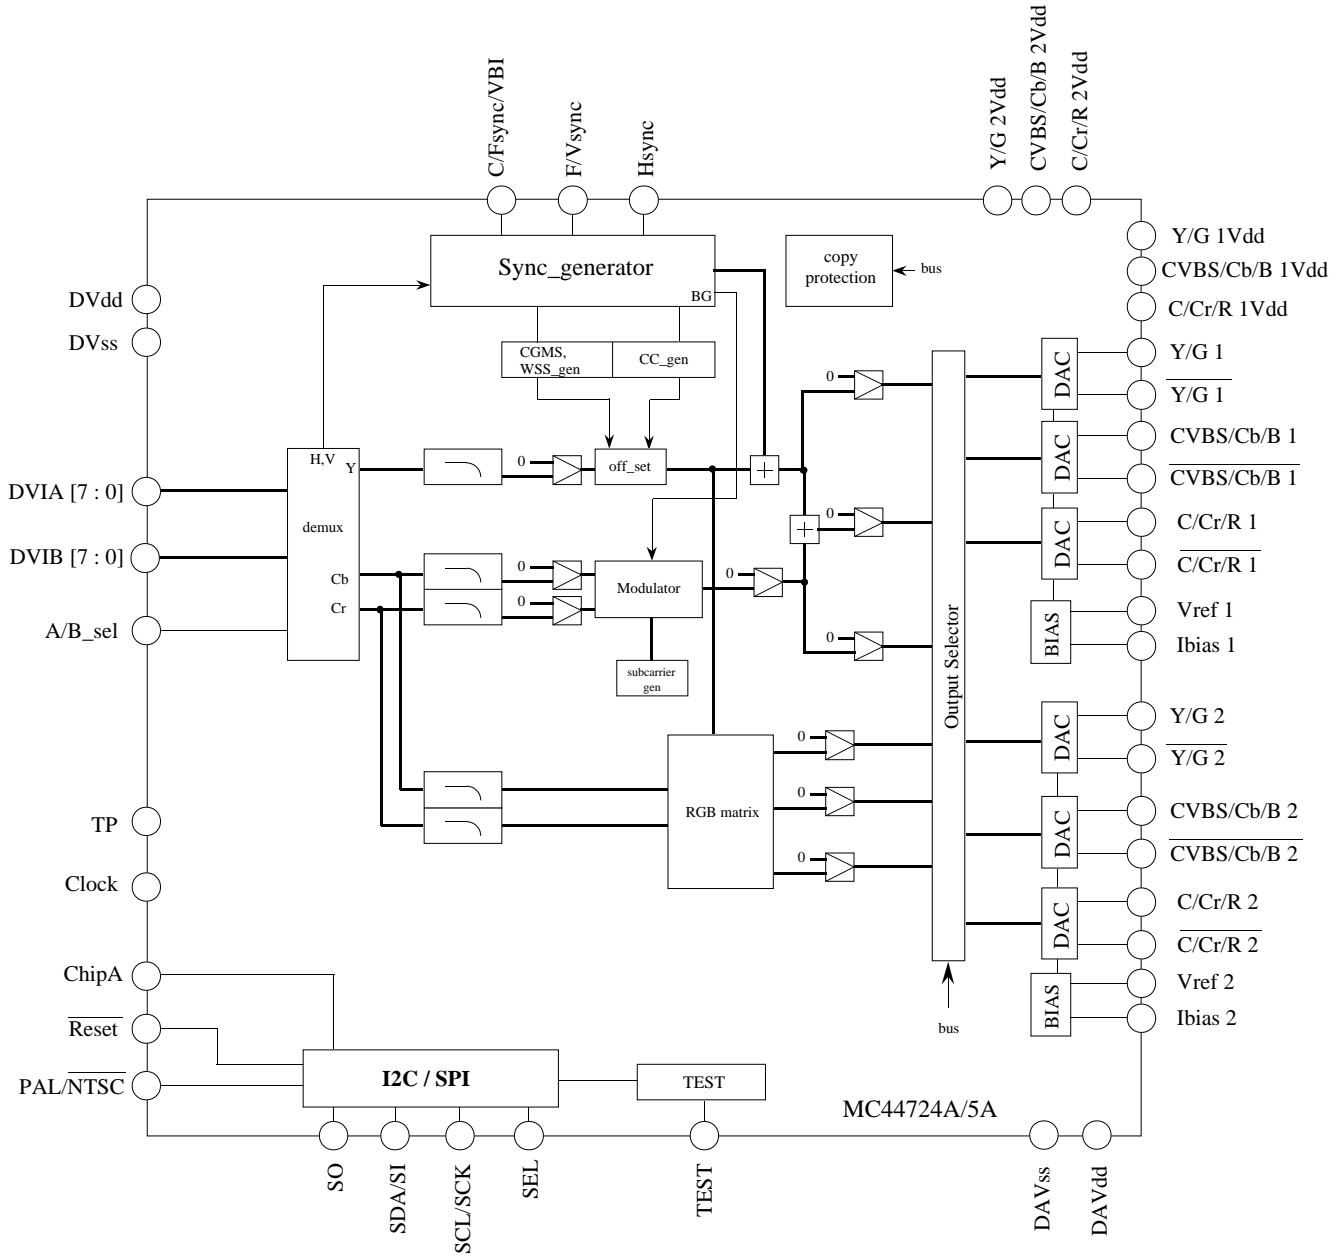 C/Fsync/VBI
F/Vsync
Hsync
Y/G 2Vdd
CVBS/Cb/B 2Vdd
C/Cr/R 2Vdd
Sync_generator
BG
copy
protection
bus
Y/G 1Vdd
CVBS/Cb/B 1Vdd
C/Cr/R 1Vdd
DVdd
DVss
CGMS,
WSS_gen
CC_gen
0
DAC
Y/G 1
Y/G 1
H,V
Y
0
off_set
+
DAC
CVBS/Cb/B 1
CVBS/Cb/B 1
DVIA [7 : 0]
demux
DVIB [7 : 0]
+
0
DAC
C/Cr/R 1
C/Cr/R 1
Cb
Cr
0
0
Modulator
0
A/B_sel
0
subcarrier
gen
BIAS
Vref 1
Ibias 1
Output Selector
0
DAC
Y/G 2
Y/G 2
RGB matrix
0
DAC
CVBS/Cb/B 2
CVBS/Cb/B 2
TP
0
Clock
DAC
C/Cr/R 2
C/Cr/R 2
ChipA
BIAS
Vref 2
Ibias 2
bus
Reset
PAL/NTSC
I2C / SPI
TEST
MC44724A/5A
SO
SDA/SI
SCL/SCK
SEL
TEST
DAVss
DAVdd